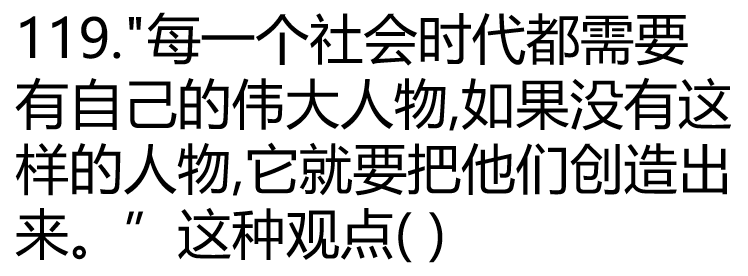 119."每一个社会时代都需要
有自己的伟大人物,如果没有这
样的人物,它就要把他们创造出
来。”这种观点( )